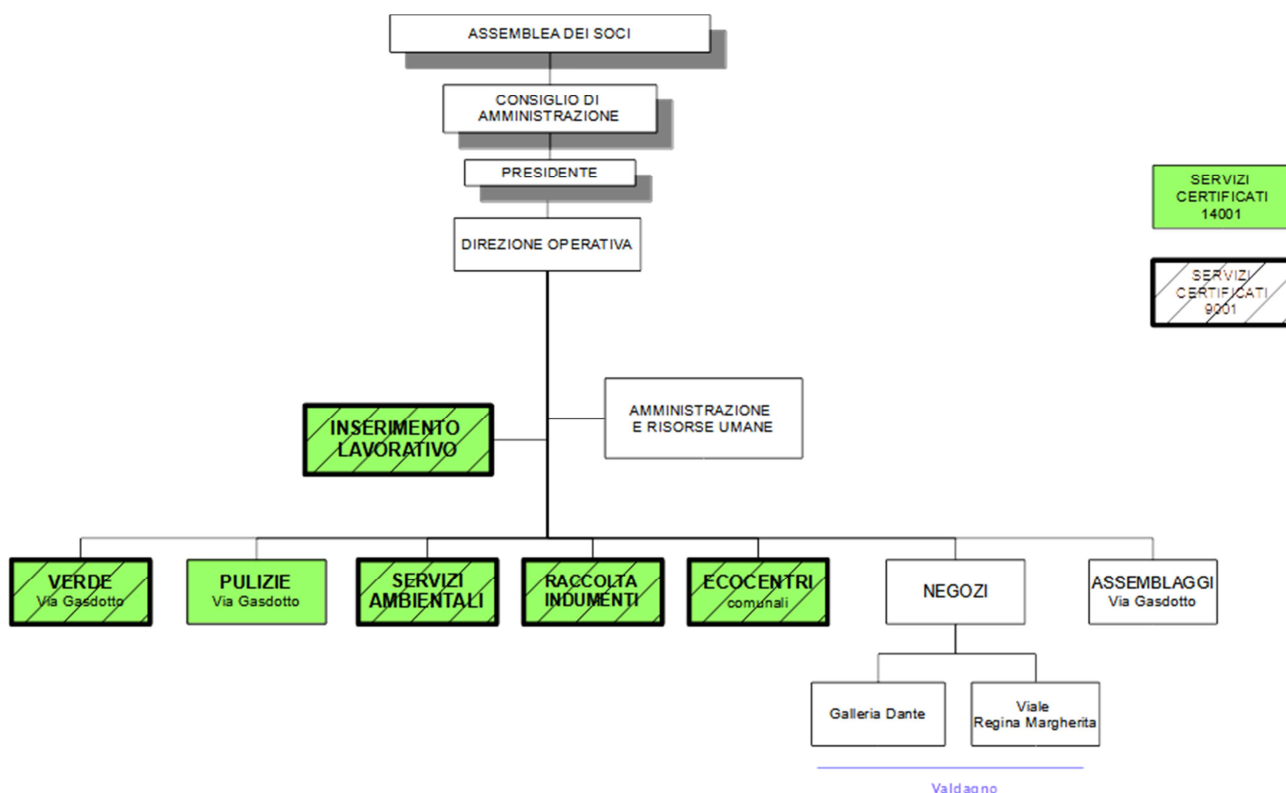 ASSEMBLEA DEI SOCI
CONSIGLIO DI
AMMINISTRAZIONE
PRESIDENTE
DIREZIONE OPERATIVA
SERVIZI
CERTIFICATI
14001
SERVIZI
CERTIFICATI
9001
AMMINISTRAZIONE
E RISORSE UMANE
INSERIMENTO
LAVORATIVO
VERDE
Via Gasdotto
PULIZIE
Via Gasdotto
SERVIZI
AMBIENTALI
RACCOLTA
INDUMENTI
ECOCENTRI
comunali
NEGOZI
ASSEMBLAGGI
Via Gasdotto
Galleria Dante
Viale
Regina Margherita
Valdagno